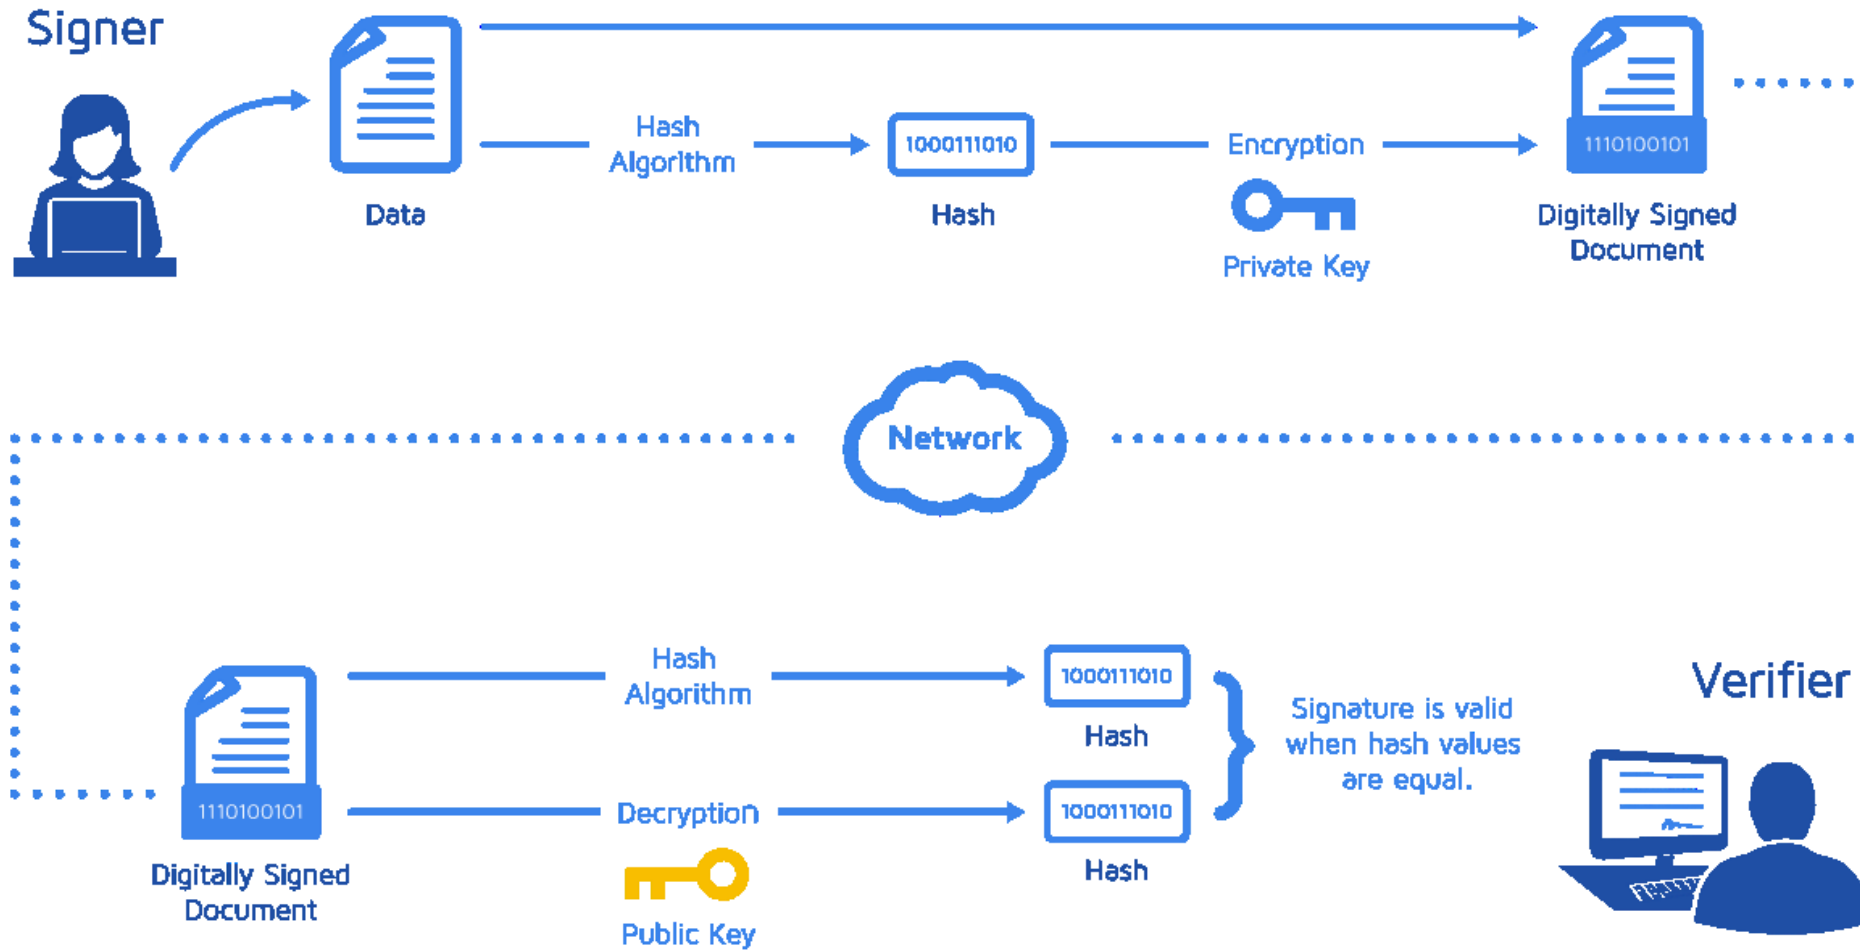 Signer
Hash
Algorithm
1000111010
Encryption
1110100101
Data
Hash
Private Key
Digitally Signed
Document
Network
Hash
Algorithm
1000111010
Hash
Signature is valid
when hash values
are equal.
Verifier
1110100101
Decryption
1000111010
Hash
Digitally Signed
Document
Public Key